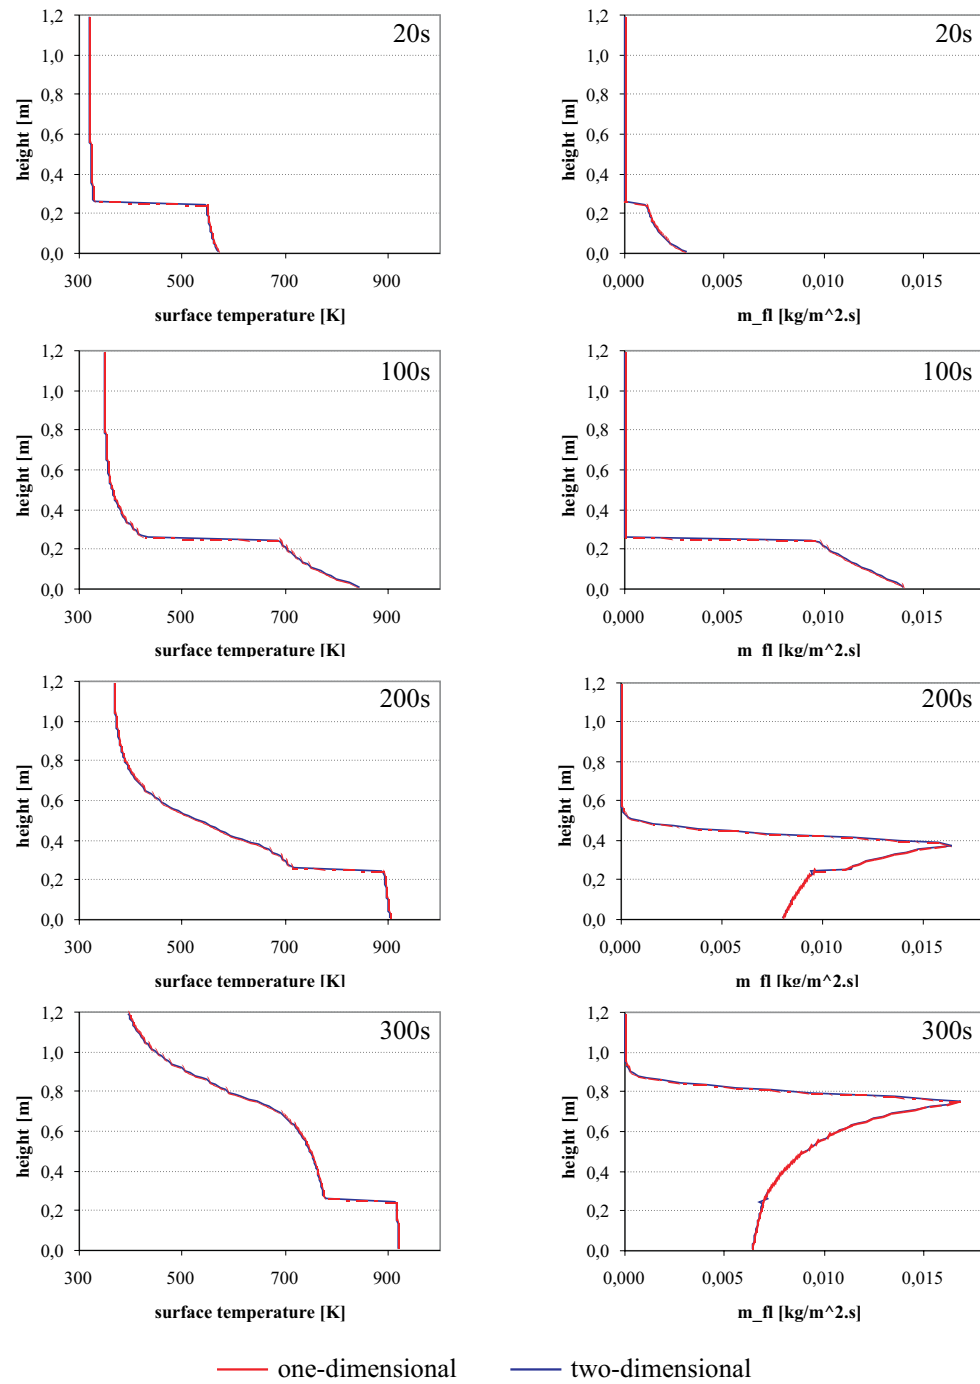 1,2
20s
1,0
0,8
0,6
0,4
0,2
0,0
height [m]
300 500 700 900
surface temperature [K]
1,2
20s
1,0
0,8
0,6
0,4
0,2
0,0
height [m]
0,000 0,005 0,010 0,015
m_fl [kg/m^2.s]
1,2
100s
1,0
0,8
0,6
0,4
0,2
0,0
height [m]
300 500 700 900
surface temperature [K]
1,2
100s
1,0
0,8
0,6
0,4
0,2
0,0
height [m]
0,000 0,005 0,010 0,015
m_fl [kg/m^2.s]
1,2
200s
1,0
0,8
0,6
0,4
0,2
0,0
height [m]
300 500 700 900
surface temperature [K]
1,2
200s
1,0
0,8
0,6
0,4
0,2
0,0
height [m]
0,000 0,005 0,010 0,015
m_fl [kg/m^2.s]
1,2
300s
1,0
0,8
0,6
0,4
0,2
0,0
height [m]
300 500 700 900
surface temperature [K]
1,2
300s
1,0
0,8
0,6
0,4
0,2
0,0
height [m]
0,000 0,005 0,010 0,015
m_fl [kg/m^2.s]
one-dimensional two-dimensional